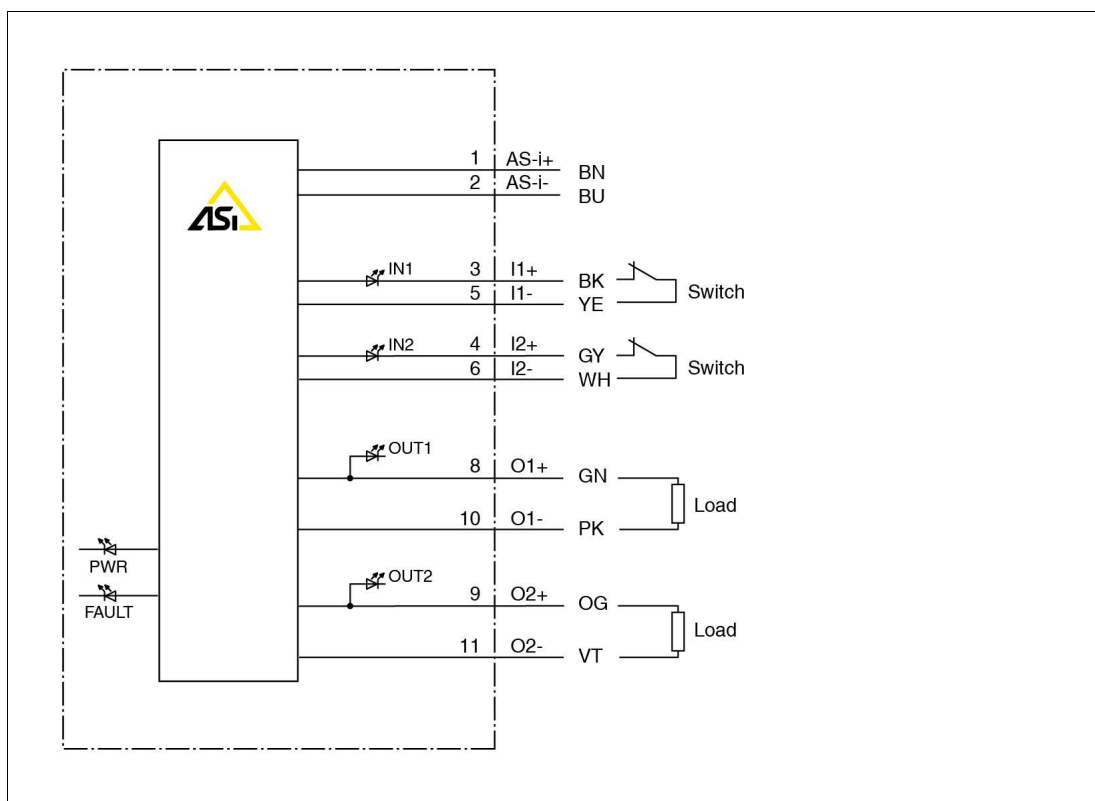 1 AS-i+ BN
2 AS-i- BU
ASi
IN1 3 I1+ BK
5 I1- YE
Switch
IN2 4 I2+ GY
6 I2- WH
Switch
OUT1
8 O1+ GN
Load
10 O1- PK
PWR
OUT2
9 O2+ OG
FAULT
Load
11 O2- VT